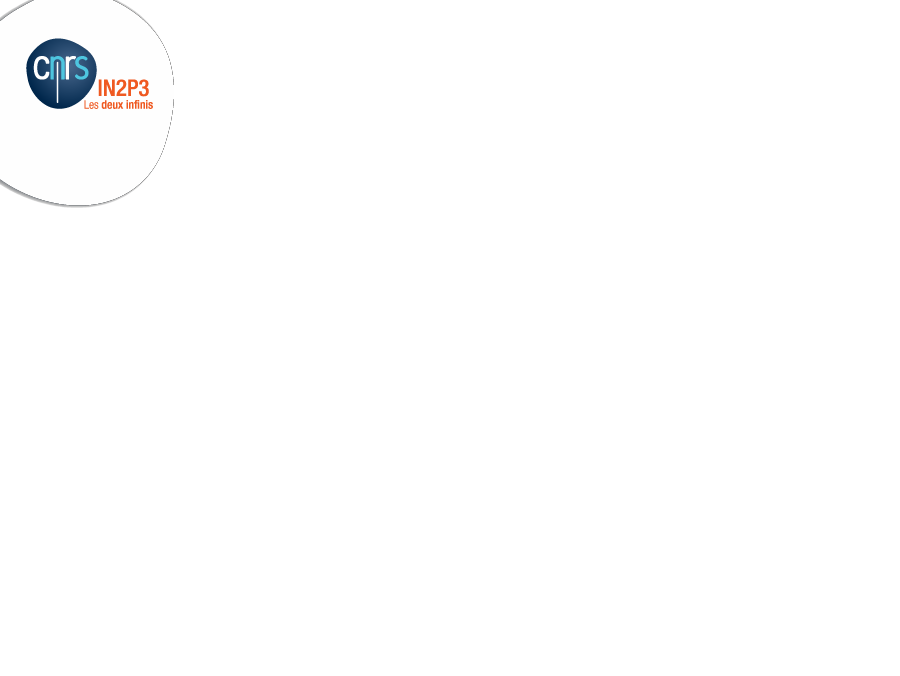 cnrs
IN2P3
Les deux infinis